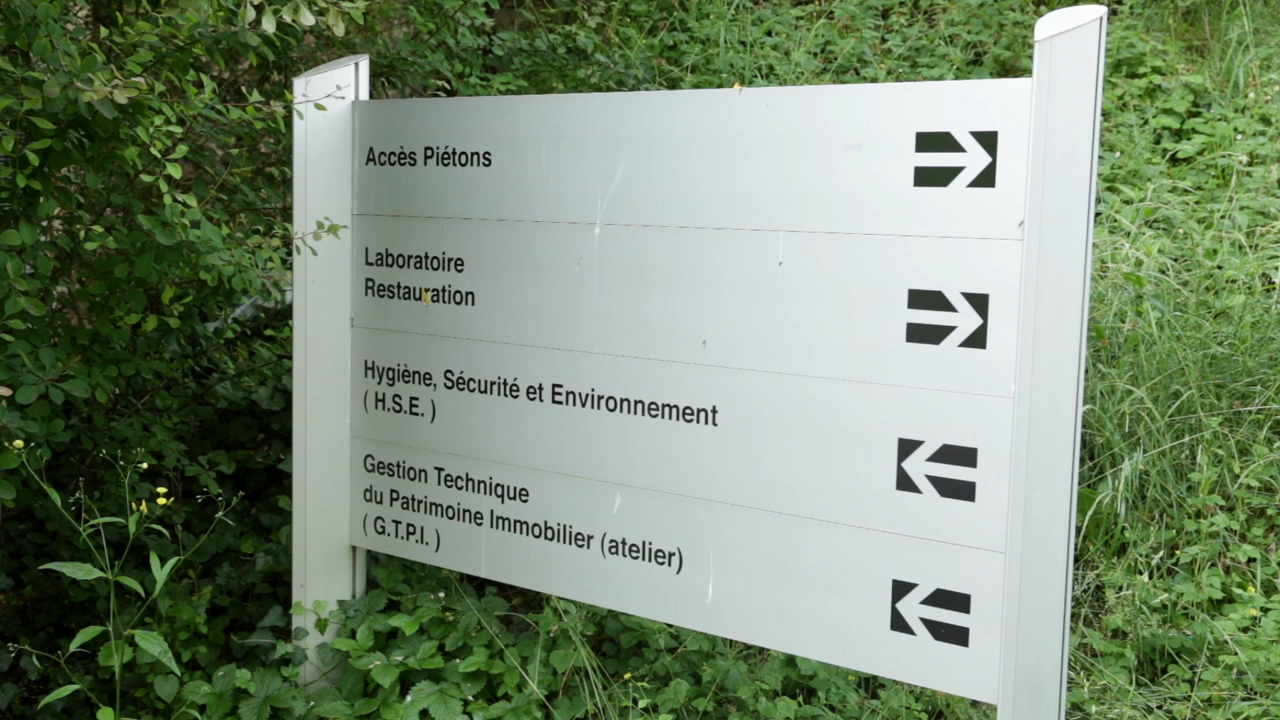 Accès Piétons
Laboratoire
Restauration
Hygiène, Sécurité et Environnement
( H.S.E. )
Gestion Technique
du Patrimoine Immobilier (atelier)
( G.T.P.I. )